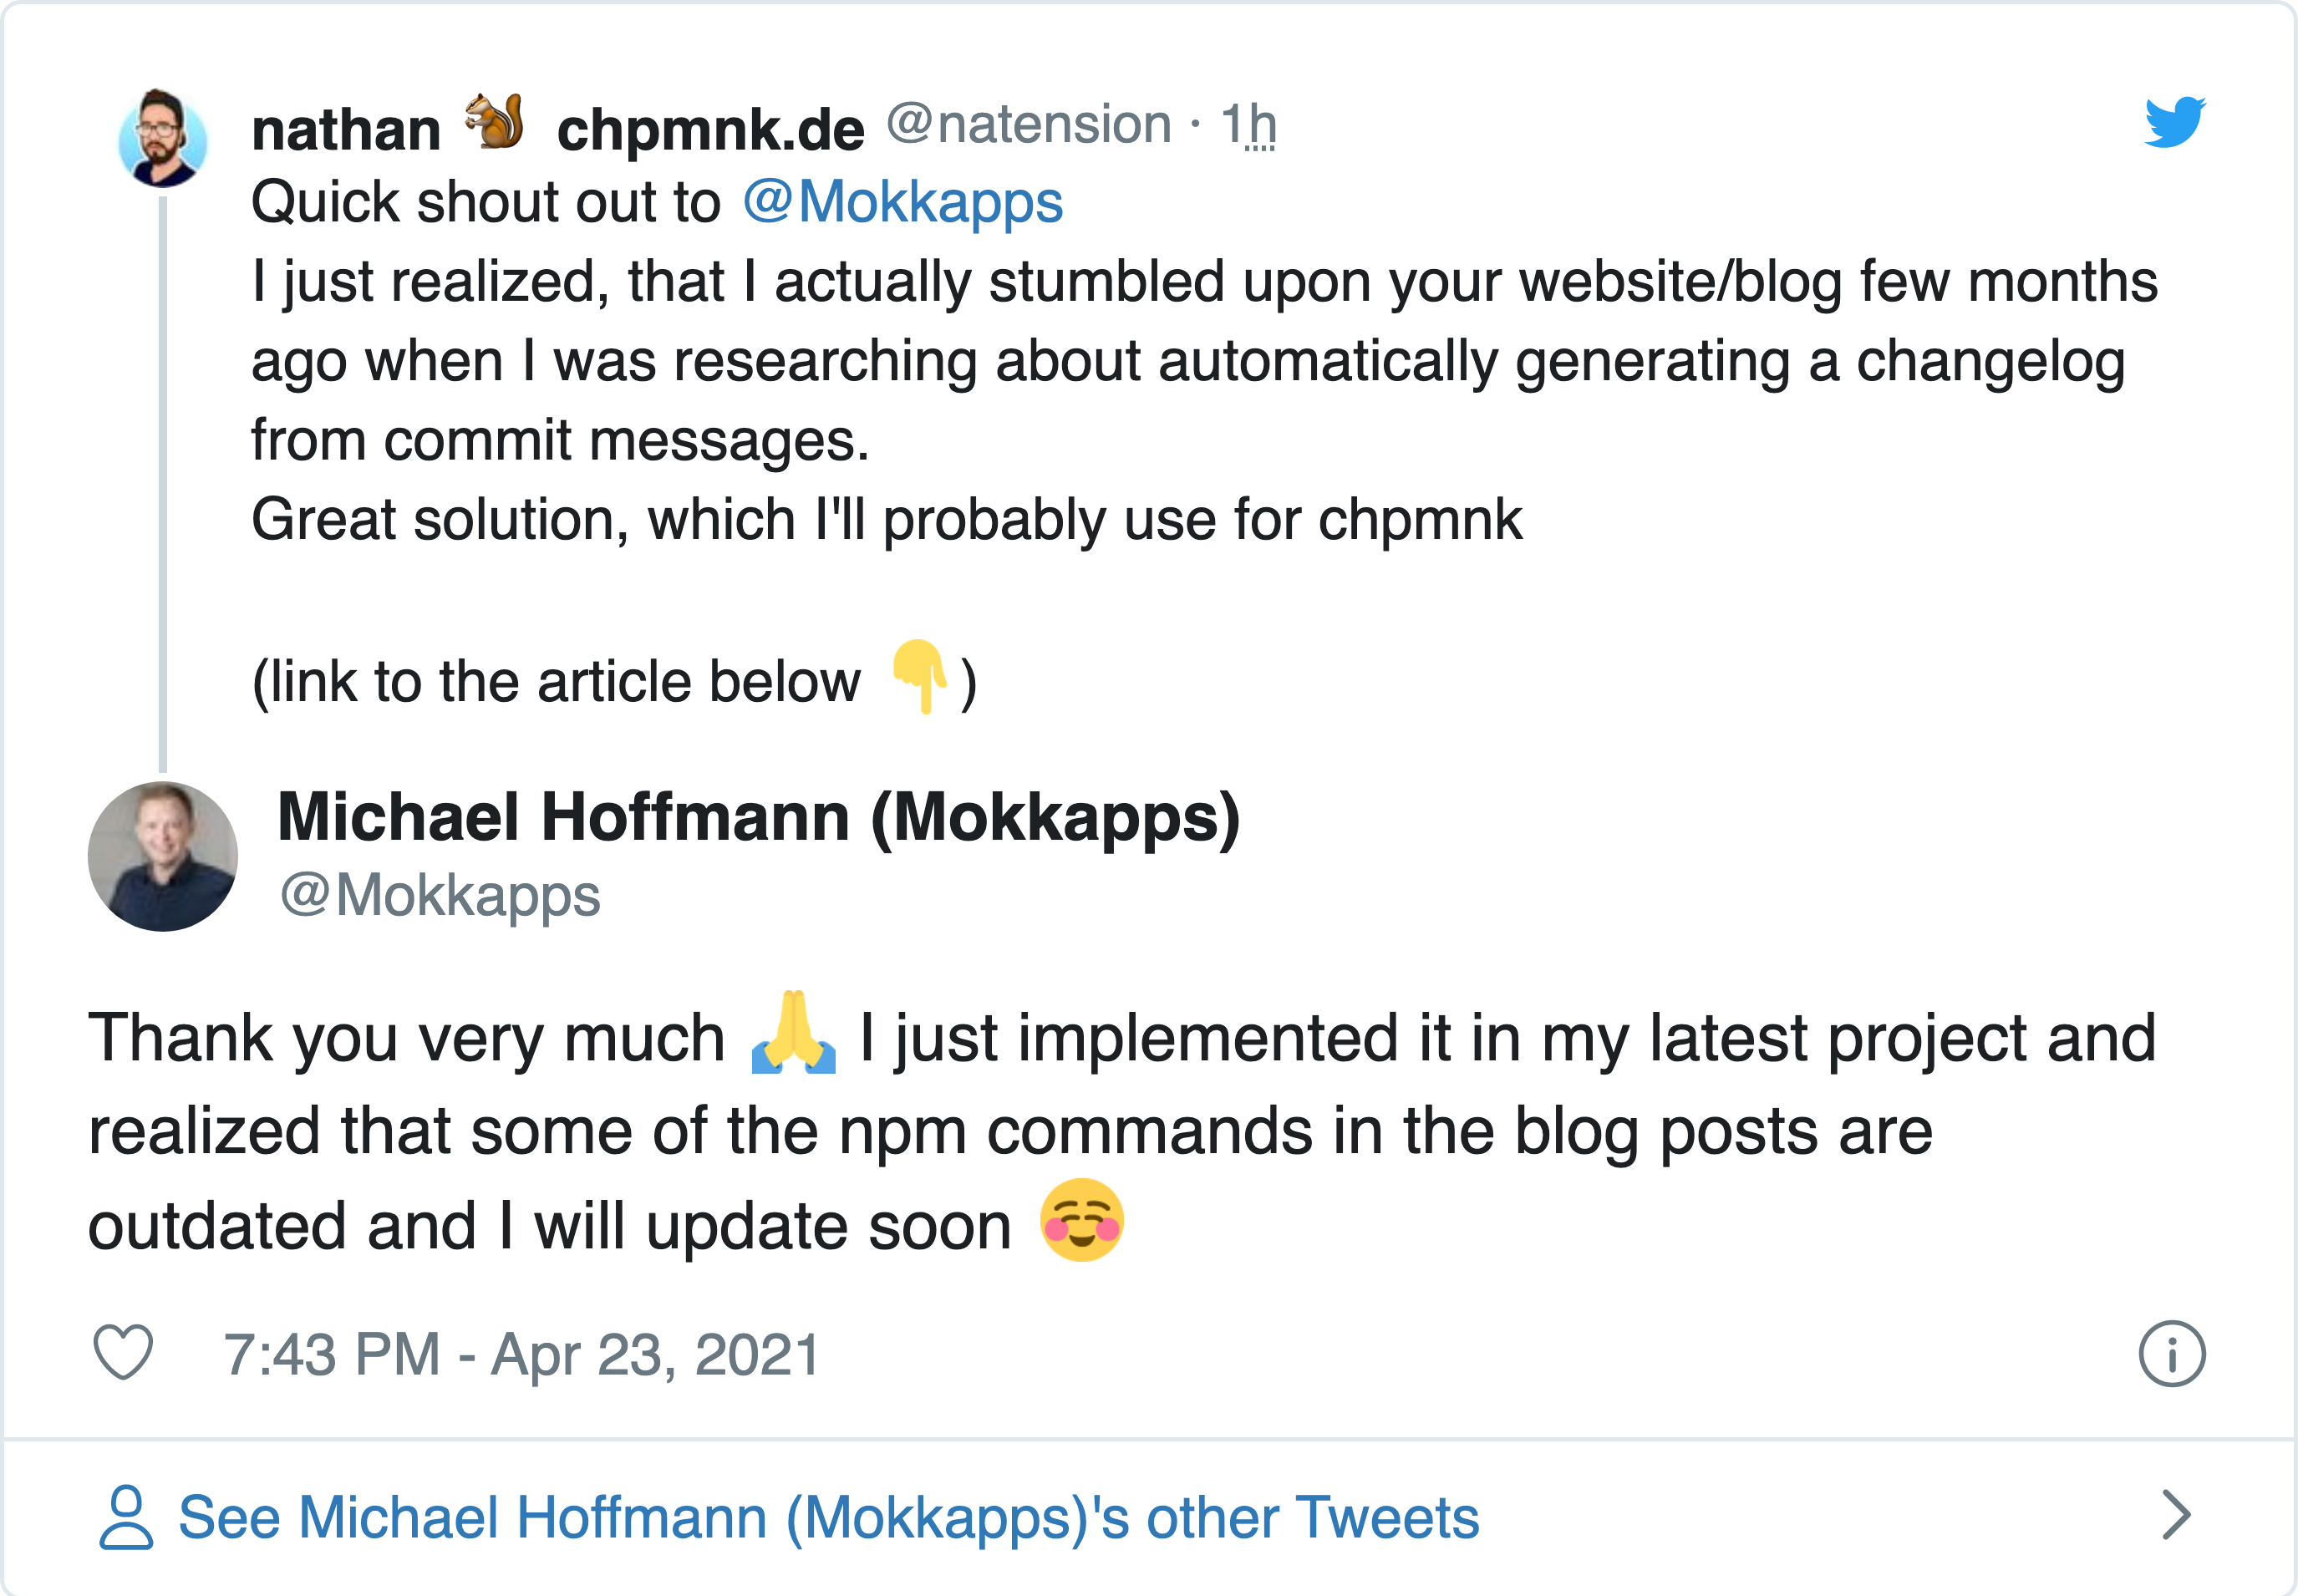 nathan 🐿️ chpmnk.de @natension · 1h
Quick shout out to @Mokkapps
I just realized, that I actually stumbled upon your website/blog few months
ago when I was researching about automatically generating a changelog
from commit messages.
Great solution, which I'll probably use for chpmnk
(link to the article below 👇)
Michael Hoffmann (Mokkapps)
@Mokkapps
Thank you very much 🙏 I just implemented it in my latest project and
realized that some of the npm commands in the blog posts are
outdated and I will update soon ☺️
7:43 PM - Apr 23, 2021
See Michael Hoffmann (Mokkapps)'s other Tweets